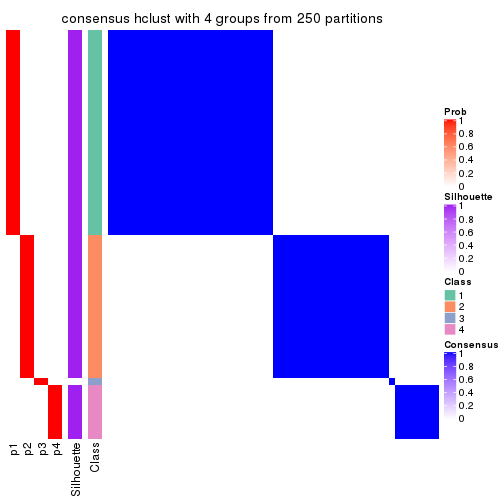 consensus hclust with 4 groups from 250 partitions
Prob
1
0.8
0.6
0.4
0.2
0
Silhouette
1
0.8
0.6
0.4
0.2
0
Class
1
2
3
4
Consensus
1
0.8
0.6
0.4
0.2
0
p1
p2
p3
p4
Silhouette
Class